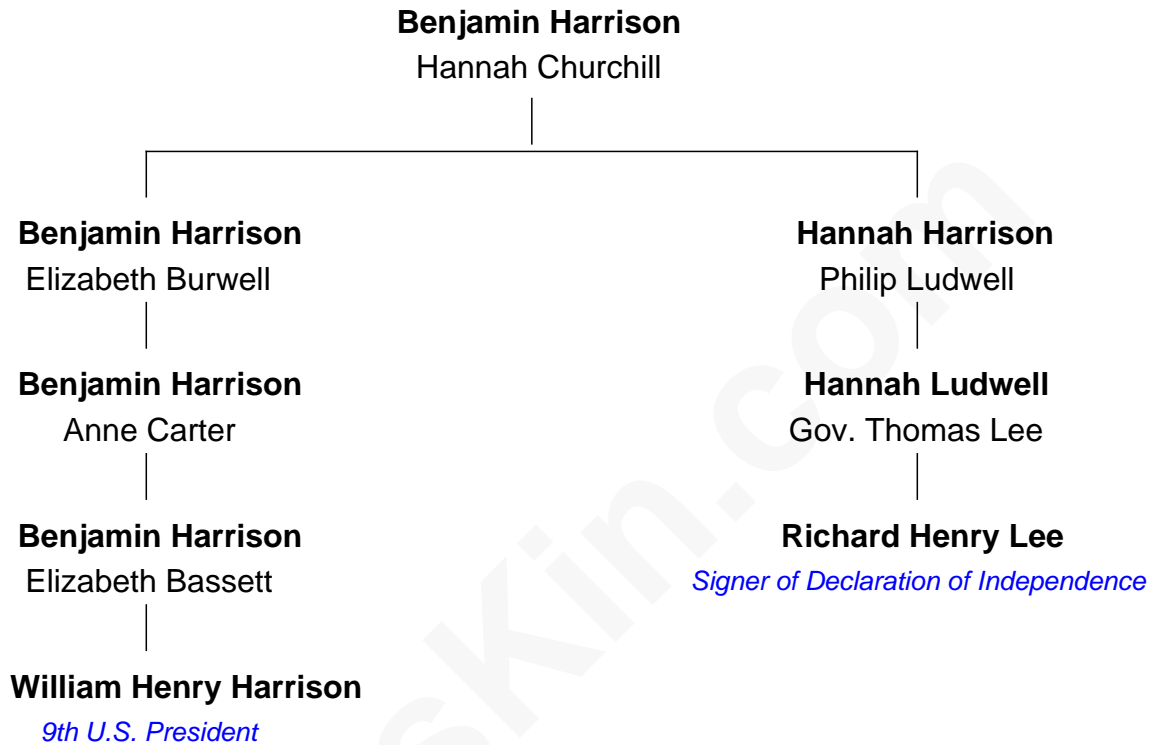 Benjamin Harrison
Hannah Churchill
Benjamin Harrison
Elizabeth Burwell
Hannah Harrison
Philip Ludwell
Benjamin Harrison
Anne Carter
Hannah Ludwell
Gov. Thomas Lee
Benjamin Harrison
Elizabeth Bassett
Richard Henry Lee
Signer of Declaration of Independence
William Henry Harrison
9th U.S. President
sKin.com